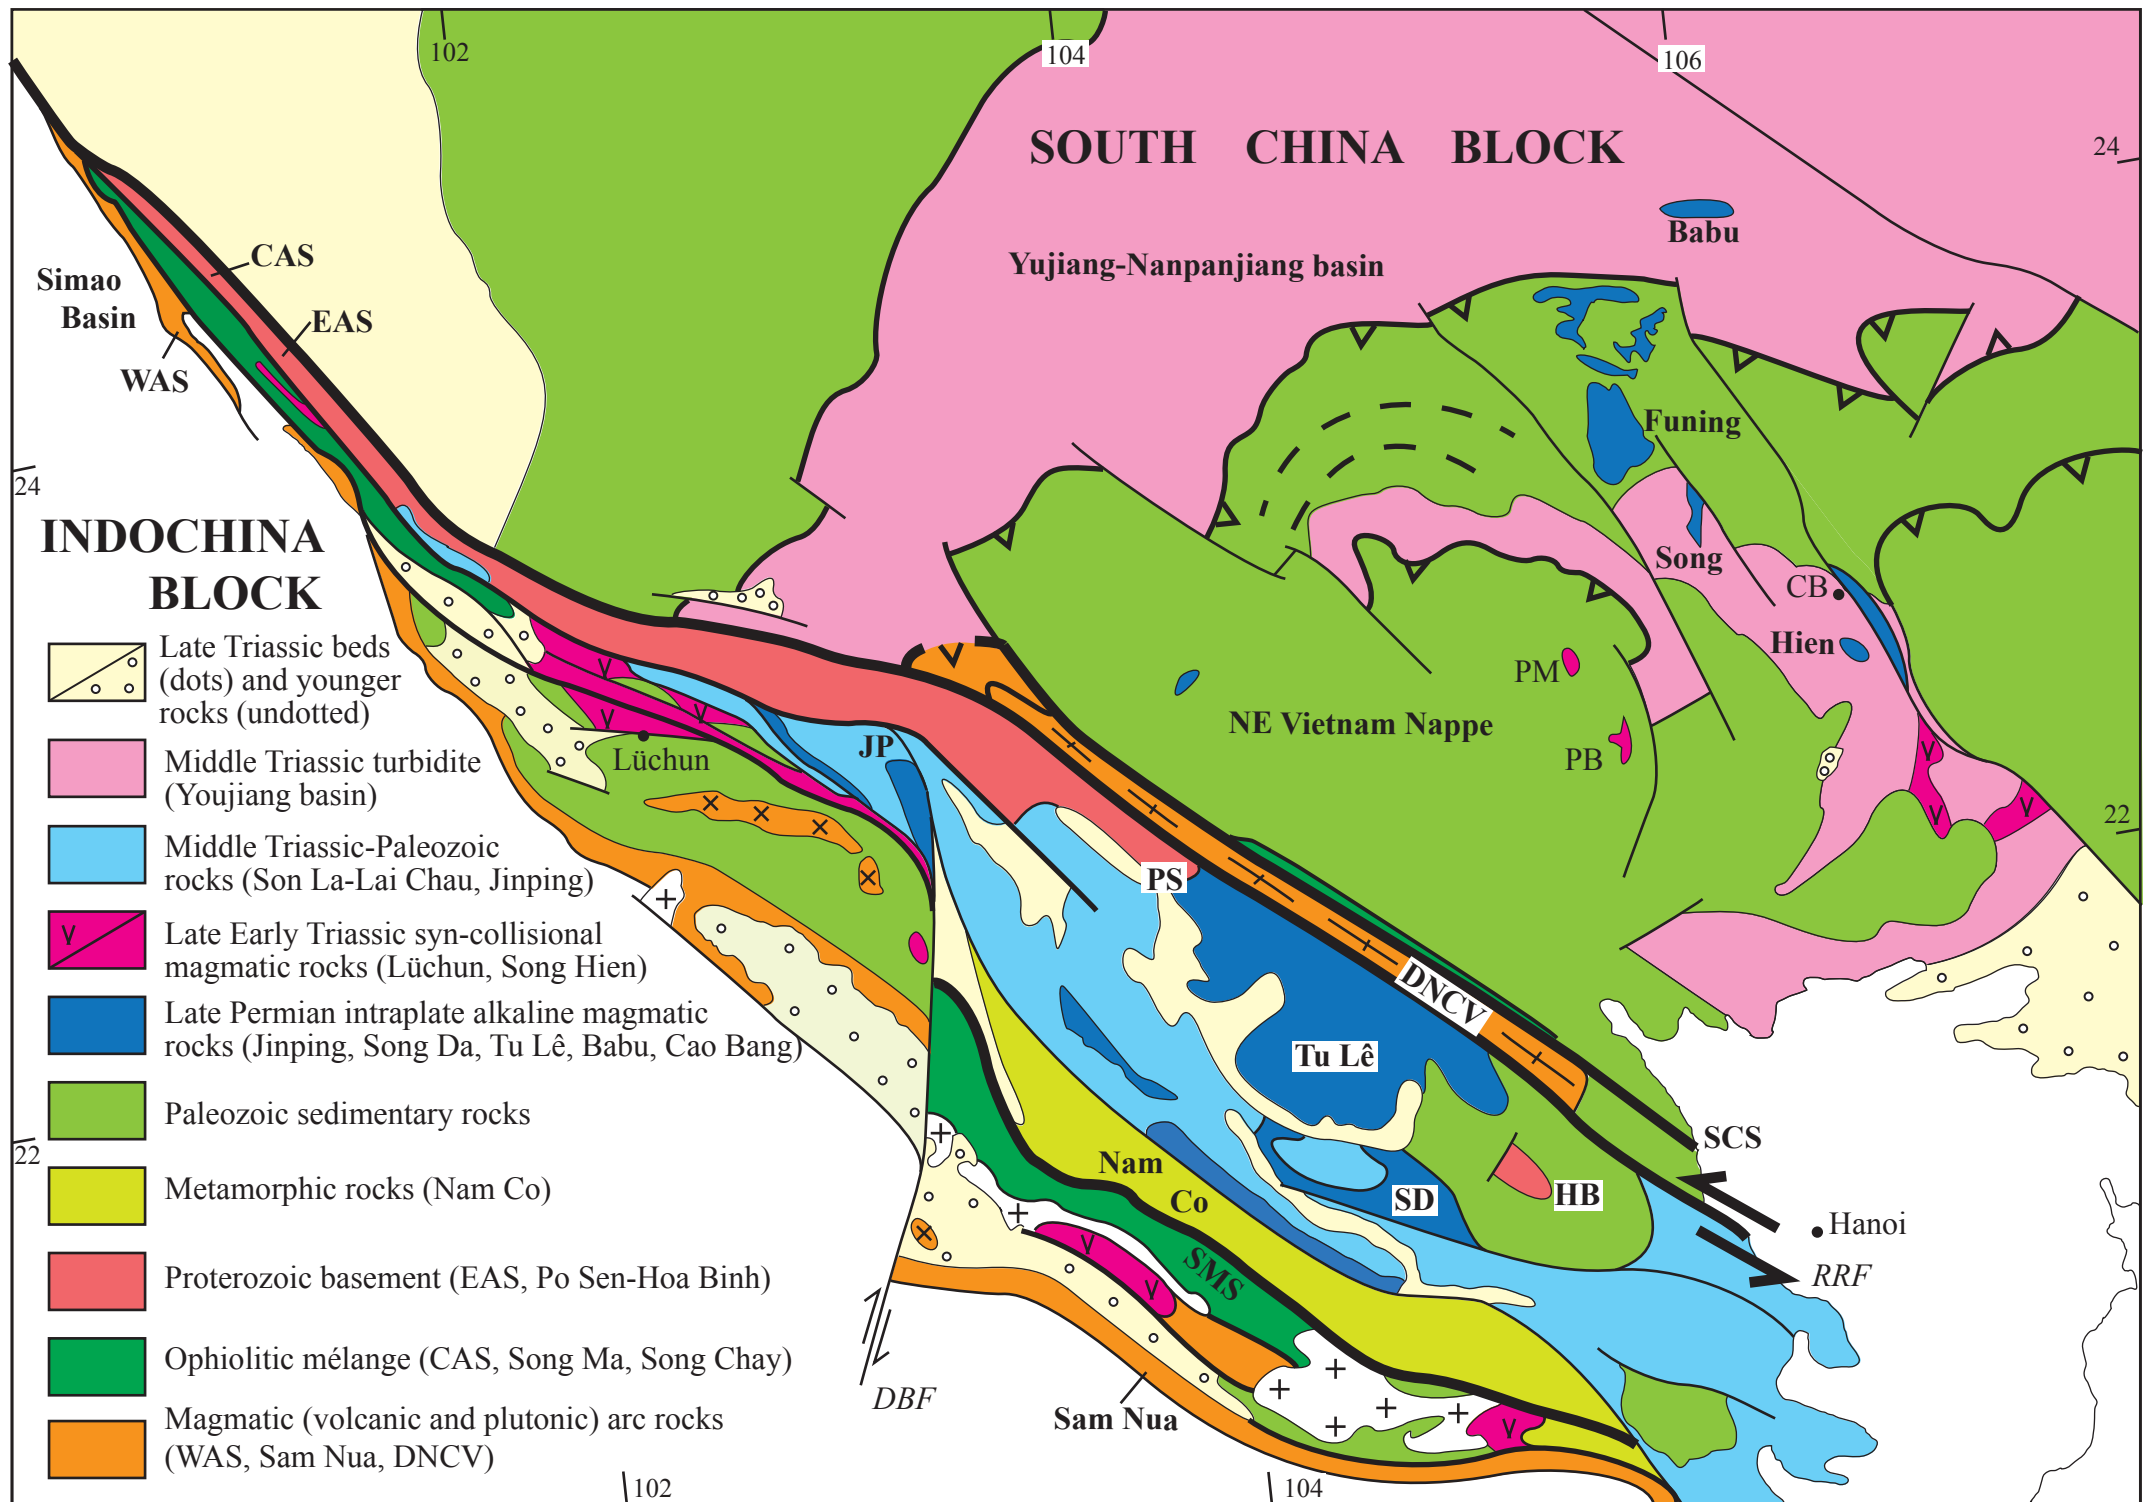 102
104
106
24
SOUTH CHINA BLOCK
Babu
Yujiang-Nanpanjiang basin
CAS
Simao
Basin
EAS
WAS
Funing
24
INDOCHINA
BLOCK
Song
CB
Hien
PM
NE Vietnam Nappe
PB
JP
Lüchun
22
PS
DNCV
Tu Lê
SCS
Nam
Co
SD
HB
Hanoi
RRF
SMS
DBF
Sam Nua
22
102
104
Late Triassic beds
(dots) and younger
rocks (undotted)
Middle Triassic turbidite
(Youjiang basin)
Middle Triassic-Paleozoic
rocks (Son La-Lai Chau, Jinping)
Late Early Triassic syn-collisional
magmatic rocks (Lüchun, Song Hien)
Late Permian intraplate alkaline magmatic
rocks (Jinping, Song Da, Tu Lê, Babu, Cao Bang)
Paleozoic sedimentary rocks
Metamorphic rocks (Nam Co)
Proterozoic basement (EAS, Po Sen-Hoa Binh)
Ophiolitic mélange (CAS, Song Ma, Song Chay)
Magmatic (volcanic and plutonic) arc rocks
(WAS, Sam Nua, DNCV)